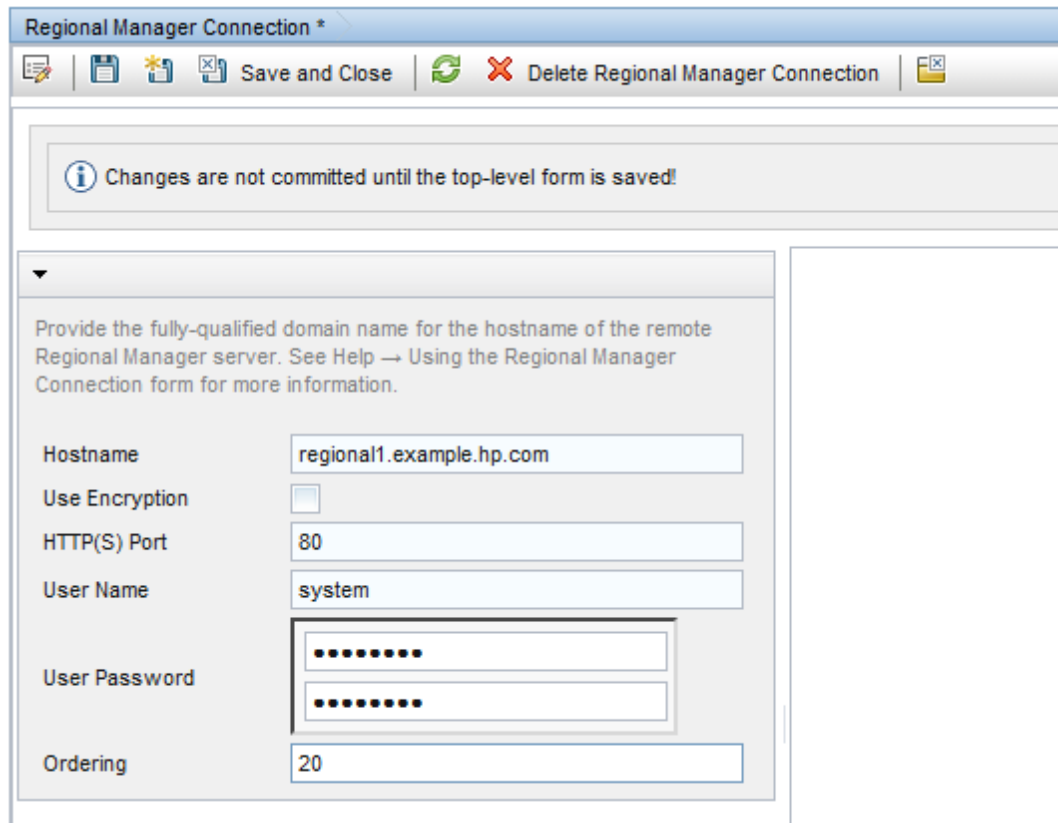 Regional Manager Connection *
Save and Close
Delete Regional Manager Connection
Changes are not committed until the top-level form is saved!
Provide the fully-qualified domain name for the hostname of the remote
Regional Manager server. See Help → Using the Regional Manager
Connection form for more information.
Hostname regional1.example.hp.com
Use Encryption
HTTP(S) Port 80
User Name system
••••••••
User Password
••••••••
Ordering 20